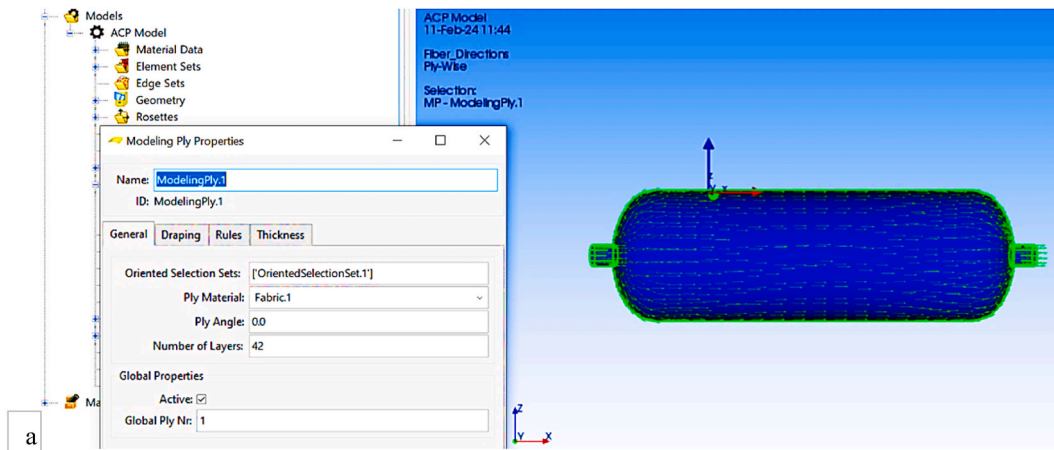 Models
ACP Model
Material Data
Element Sets
Edge Sets
Geometry
Rosettes
Modeling Ply Properties
Name: ModelingPly.1
ID: ModelingPly.1
General Draping Rules Thickness
Oriented Selection Sets: ['OrientedSelectionSet.1']
Ply Material: Fabric.1
Ply Angle: 0.0
Number of Layers: 42
Global Properties
Active:
Global Ply Nr: 1
Ma
a
ACP Model
11-Feb-24 11:44
Fiber_Directions
Ply-Wise
Selection:
MP - ModelingPly.1
Z
Y X
Z
Y X